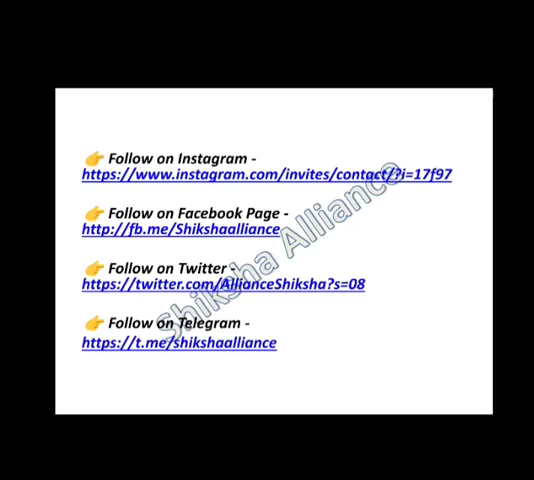 👉 Follow on Instagram -
https://www.instagram.com/invites/contact/?i=17f97
👉 Follow on Facebook Page -
http://fb.me/Shikshaalliance
👉 Follow on Twitter -
https://twitter.com/AllianceShiksha?s=08
👉 Follow on Telegram -
https://t.me/shikshaalliance
Shiksha Alliance